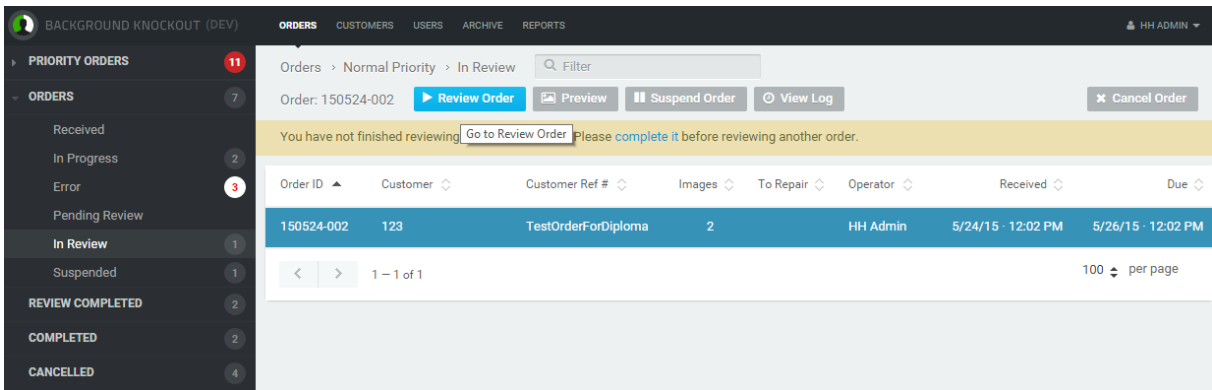 BACKGROUND KNOCKOUT (DEV)
ORDERS CUSTOMERS USERS ARCHIVE REPORTS
HH ADMIN
PRIORITY ORDERS 11
ORDERS 7
Received
In Progress 2
Error 3
Pending Review
In Review 1
Suspended 1
REVIEW COMPLETED 2
COMPLETED 2
CANCELLED 4
Orders › Normal Priority › In Review Filter
Order: 150524-002 Review Order Preview Suspend Order View Log Cancel Order
You have not finished reviewing Please complete it before reviewing another order.
Go to Review Order
Order ID Customer Customer Ref # Images To Repair Operator Received Due
150524-002 123 TestOrderForDiploma 2 HH Admin 5/24/15 · 12:02 PM 5/26/15 · 12:02 PM
< > 1 – 1 of 1 100 per page